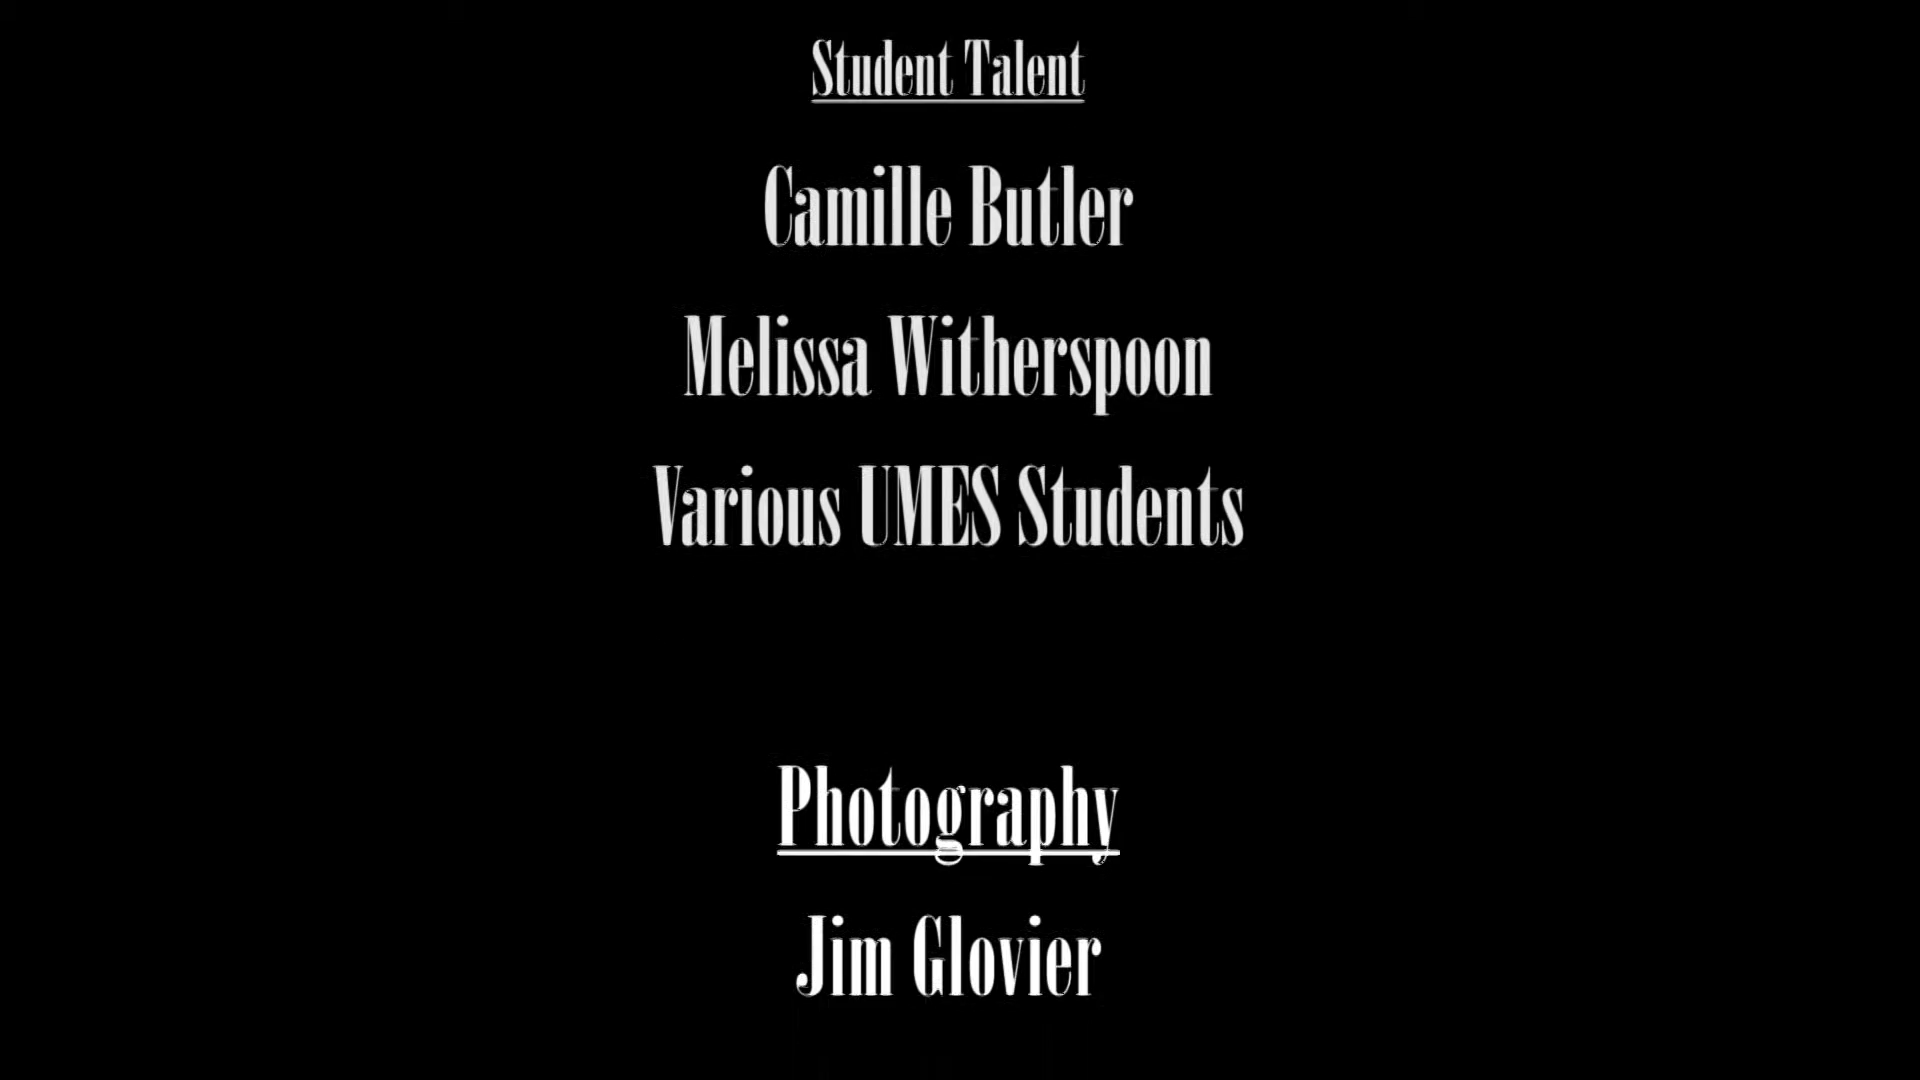 Student Talent
Camille Butler
Melissa Witherspoon
Various UMES Students
Photography
Jim Glovier